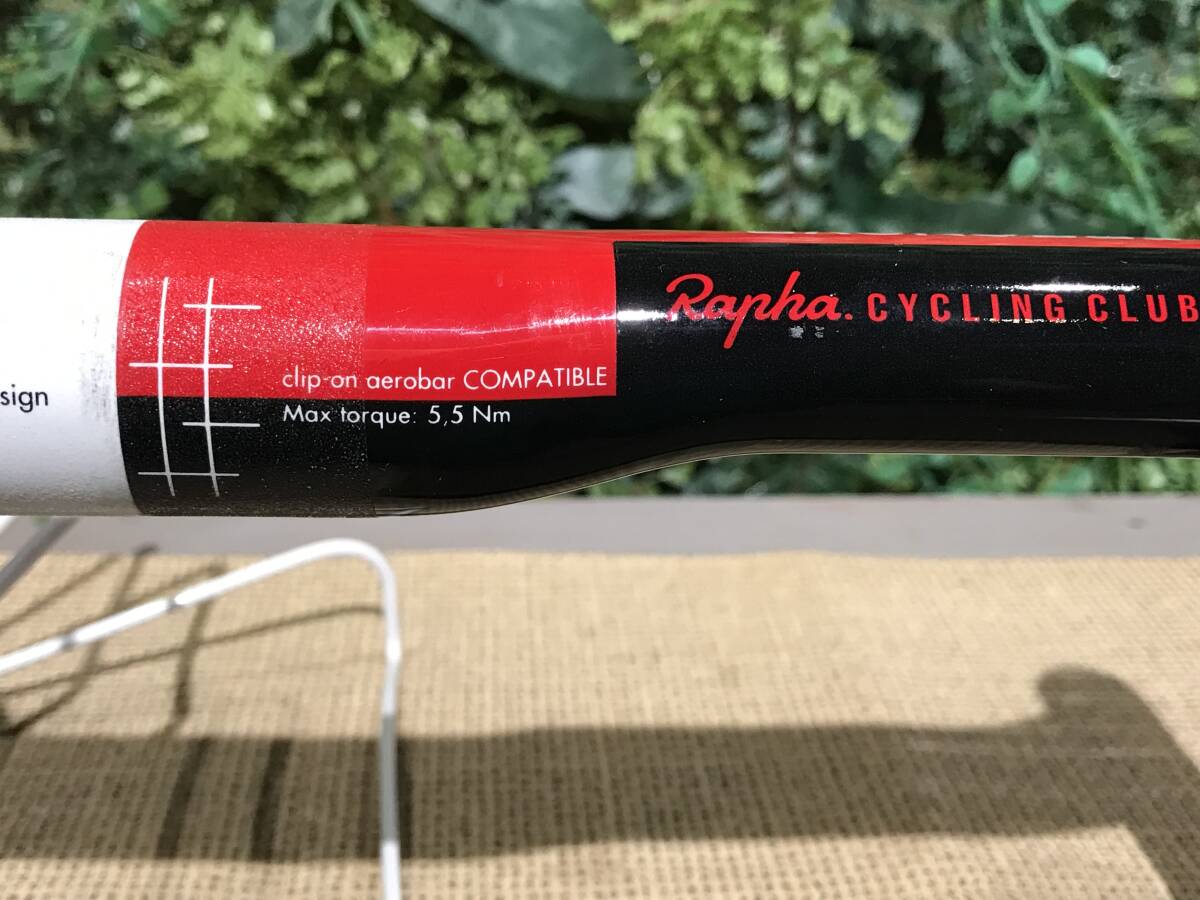 sign
clip-on aerobar COMPATIBLE
Max torque: 5,5 Nm
Rapha. CYCLING CLUB